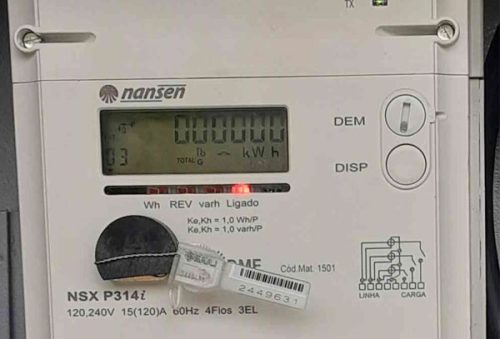 TX
nansen
000000
03
TOTAL
G
kWh
DEM
DISP
Wh REV varh Ligado
Ke,Kh = 1,0 Wh/P
Ke,Kh = 1,0 varh/P
Cód.Mat. 1501
2449631
NSX P314i
120,240V 15(120)A 60Hz 4Fios 3EL
LINHA CARGA